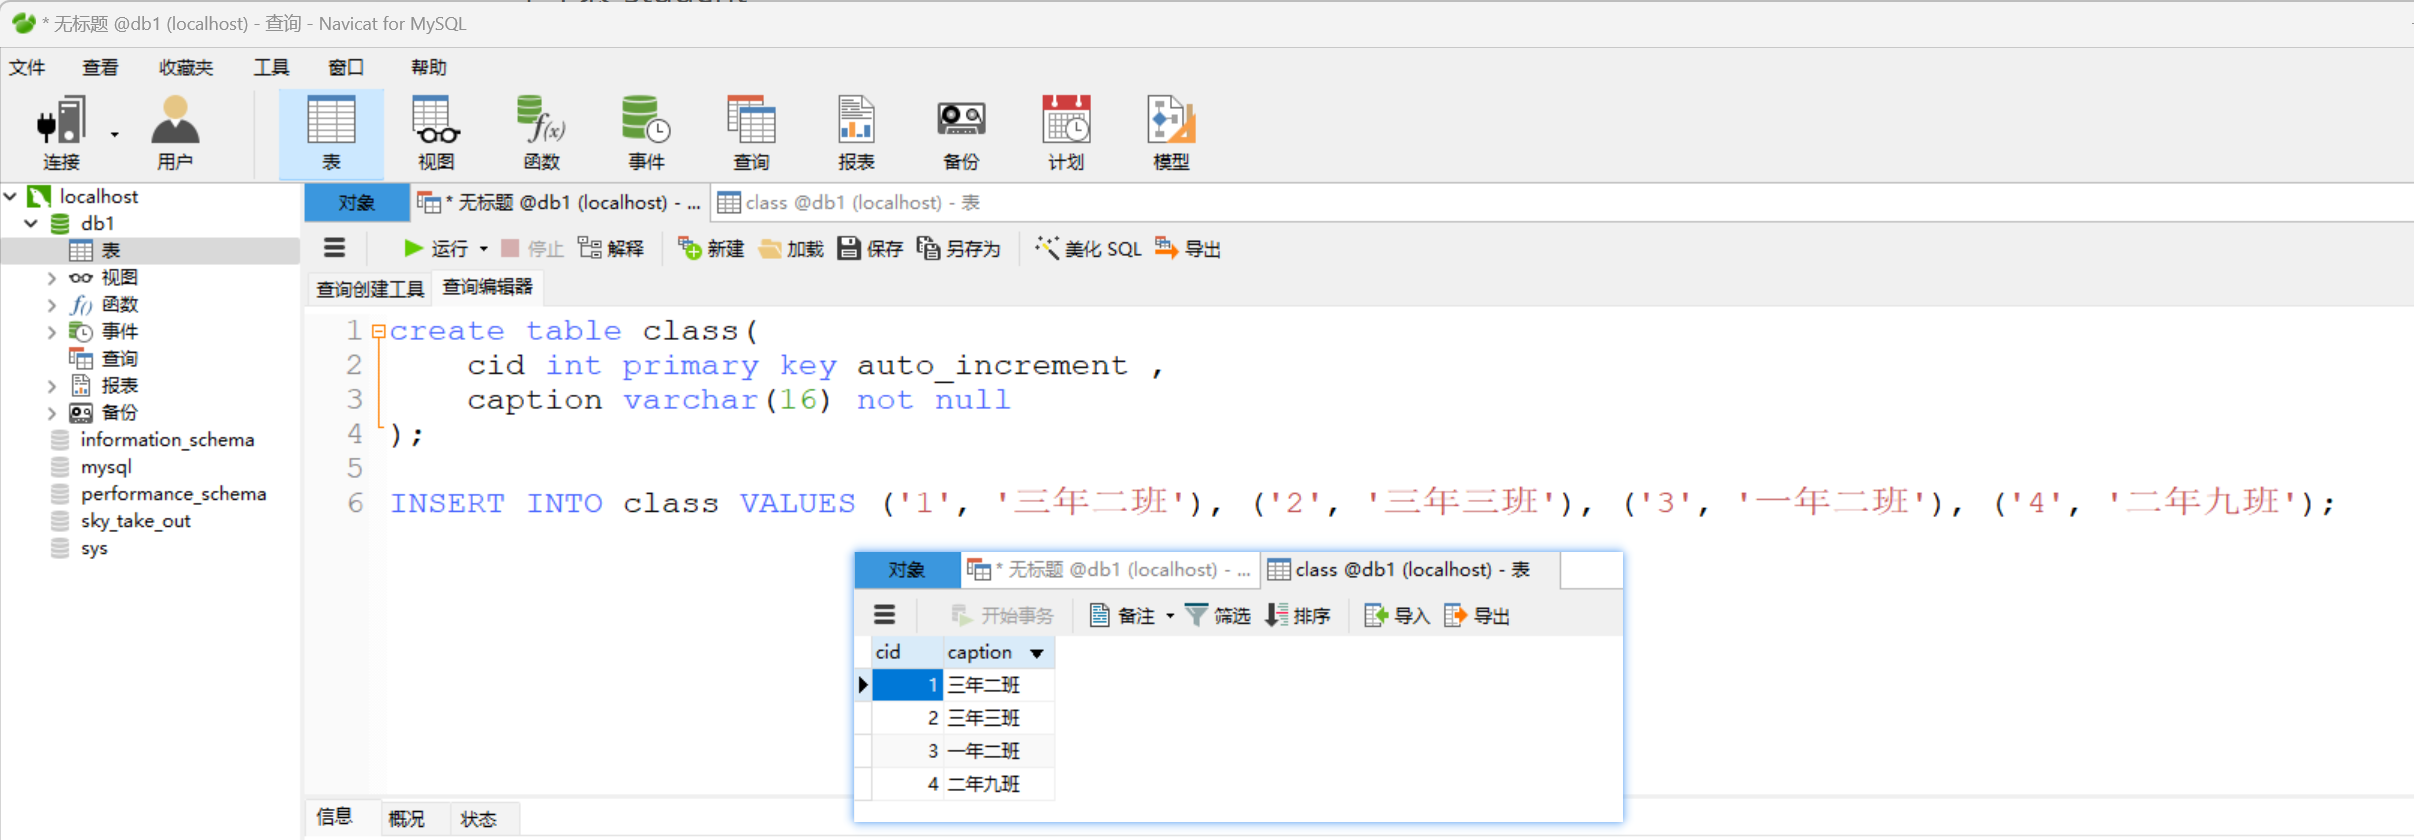 * 无标题 @db1 (localhost) - 查询 - Navicat for MySQL
文件 查看 收藏夹 工具 窗口 帮助
连接 用户 表 视图 函数 事件 查询 报表 备份 计划 模型
localhost
db1
表
视图
函数
事件
查询
报表
备份
information_schema
mysql
performance_schema
sky_take_out
sys
对象 * 无标题 @db1 (localhost) - ... class @db1 (localhost) - 表
运行 停止 解释 新建 加载 保存 另存为 美化 SQL 导出
查询创建工具 查询编辑器
1 create table class(
2 cid int primary key auto_increment ,
3 caption varchar(16) not null
4 );
5
6 INSERT INTO class VALUES ('1', '三年二班'), ('2', '三年三班'), ('3', '一年二班'), ('4', '二年九班');
对象 * 无标题 @db1 (localhost) - ... class @db1 (localhost) - 表
开始事务 备注 筛选 排序 导入 导出
cid caption
1 三年二班
2 三年三班
3 一年二班
4 二年九班
信息 概况 状态